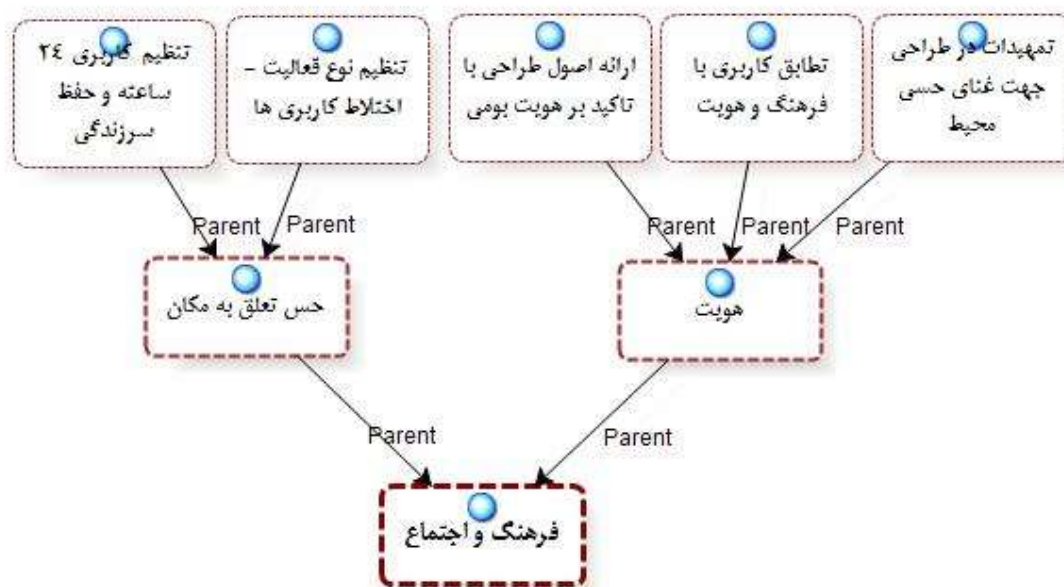 تنظیم کاربری ۲۴
ساعته و حفظ
سرزندگی
تنظیم نوع قعالیت –
اختلاط کاربری ها
ارائه اصول طراحی با
تاکید بر هویت بومی
تطابق کاربری با
فرهنگ و هویت
تمهیدات در طراحی
جهت غنای حسی
محیط
Parent
Parent
Parent
Parent
Parent
حس تعلق به مکان
هویت
Parent
Parent
فرهنگ و اجتماع